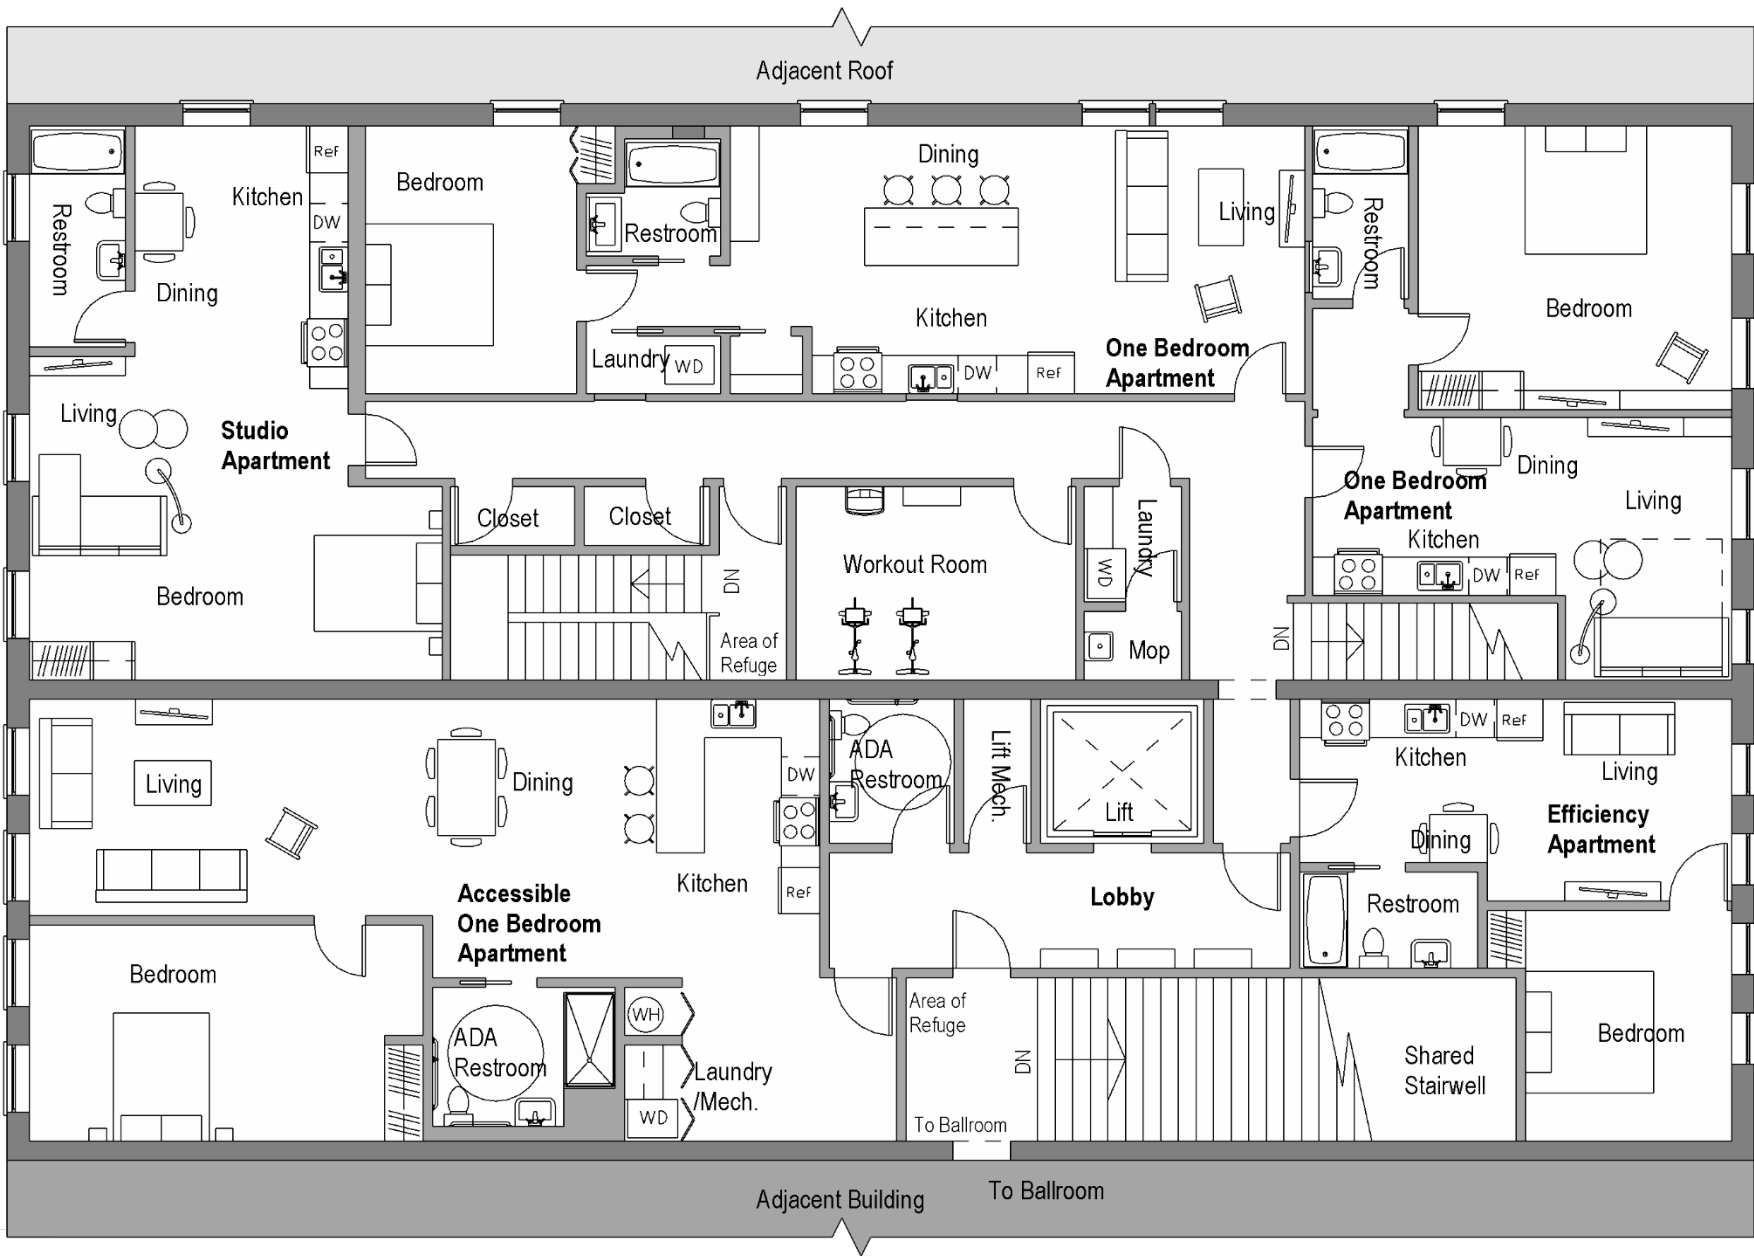 Adjacent Roof
Restroom
Dining
Kitchen
Ref
DW
Living
Studio
Apartment
Bedroom
Bedroom
Restroom
Laundry
WD
Dining
Kitchen
DW
Ref
Living
One Bedroom
Apartment
Restroom
Bedroom
One Bedroom
Apartment
Dining
Living
Kitchen
DW
Ref
DN
Closet
Closet
DN
Area of
Refuge
Workout Room
Laundry
WD
Mop
Living
Dining
DW
Kitchen
Ref
Accessible
One Bedroom
Apartment
Bedroom
ADA
Restroom
WH
Laundry
/Mech.
WD
ADA
Restroom
Lift Mech.
Lift
Lobby
Kitchen
DW
Ref
Living
Dining
Efficiency
Apartment
Restroom
Bedroom
Area of
Refuge
DN
To Ballroom
Shared
Stairwell
Adjacent Building
To Ballroom